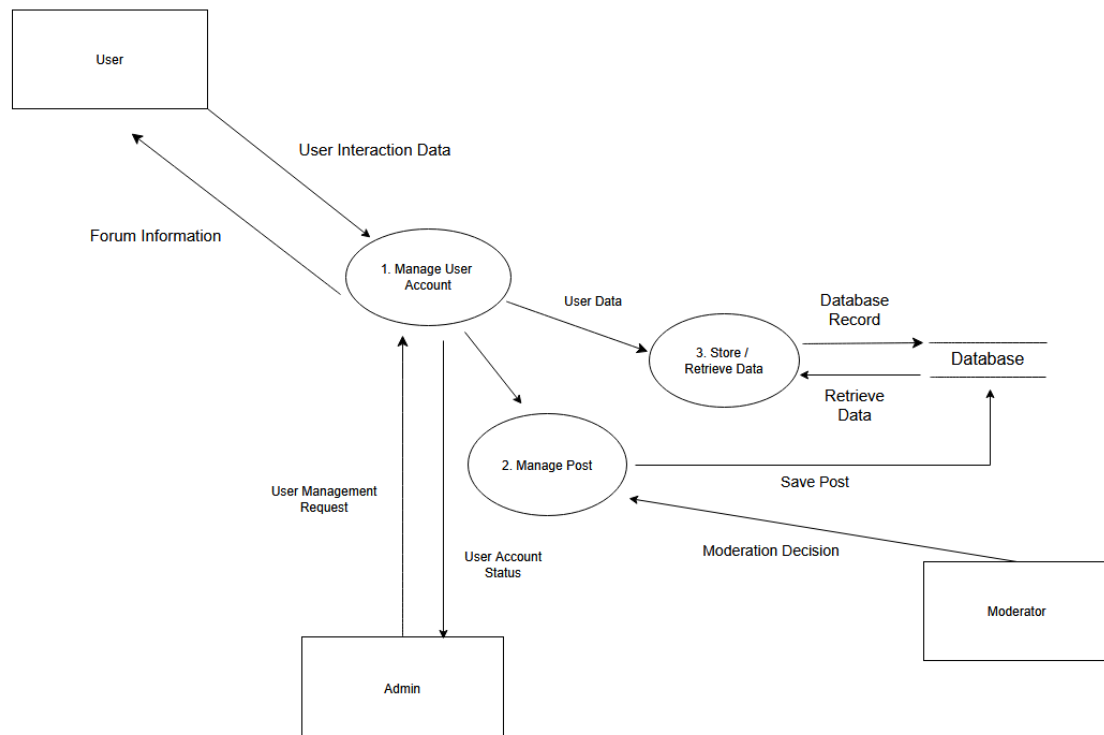 User
User Interaction Data
Forum Information
1. Manage User
Account
User Data
Database
Record
3. Store /
Retrieve Data
Database
Retrieve
Data
2. Manage Post
Save Post
User Management
Request
Moderation Decision
User Account
Status
Moderator
Admin